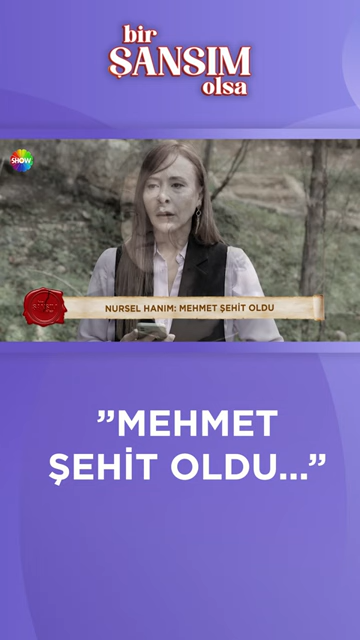 bir
ŞANSIM
olsa
SHOW
NURSEL HANIM: MEHMET ŞEHİT OLDU
"MEHMET
ŞEHİT OLDU..."